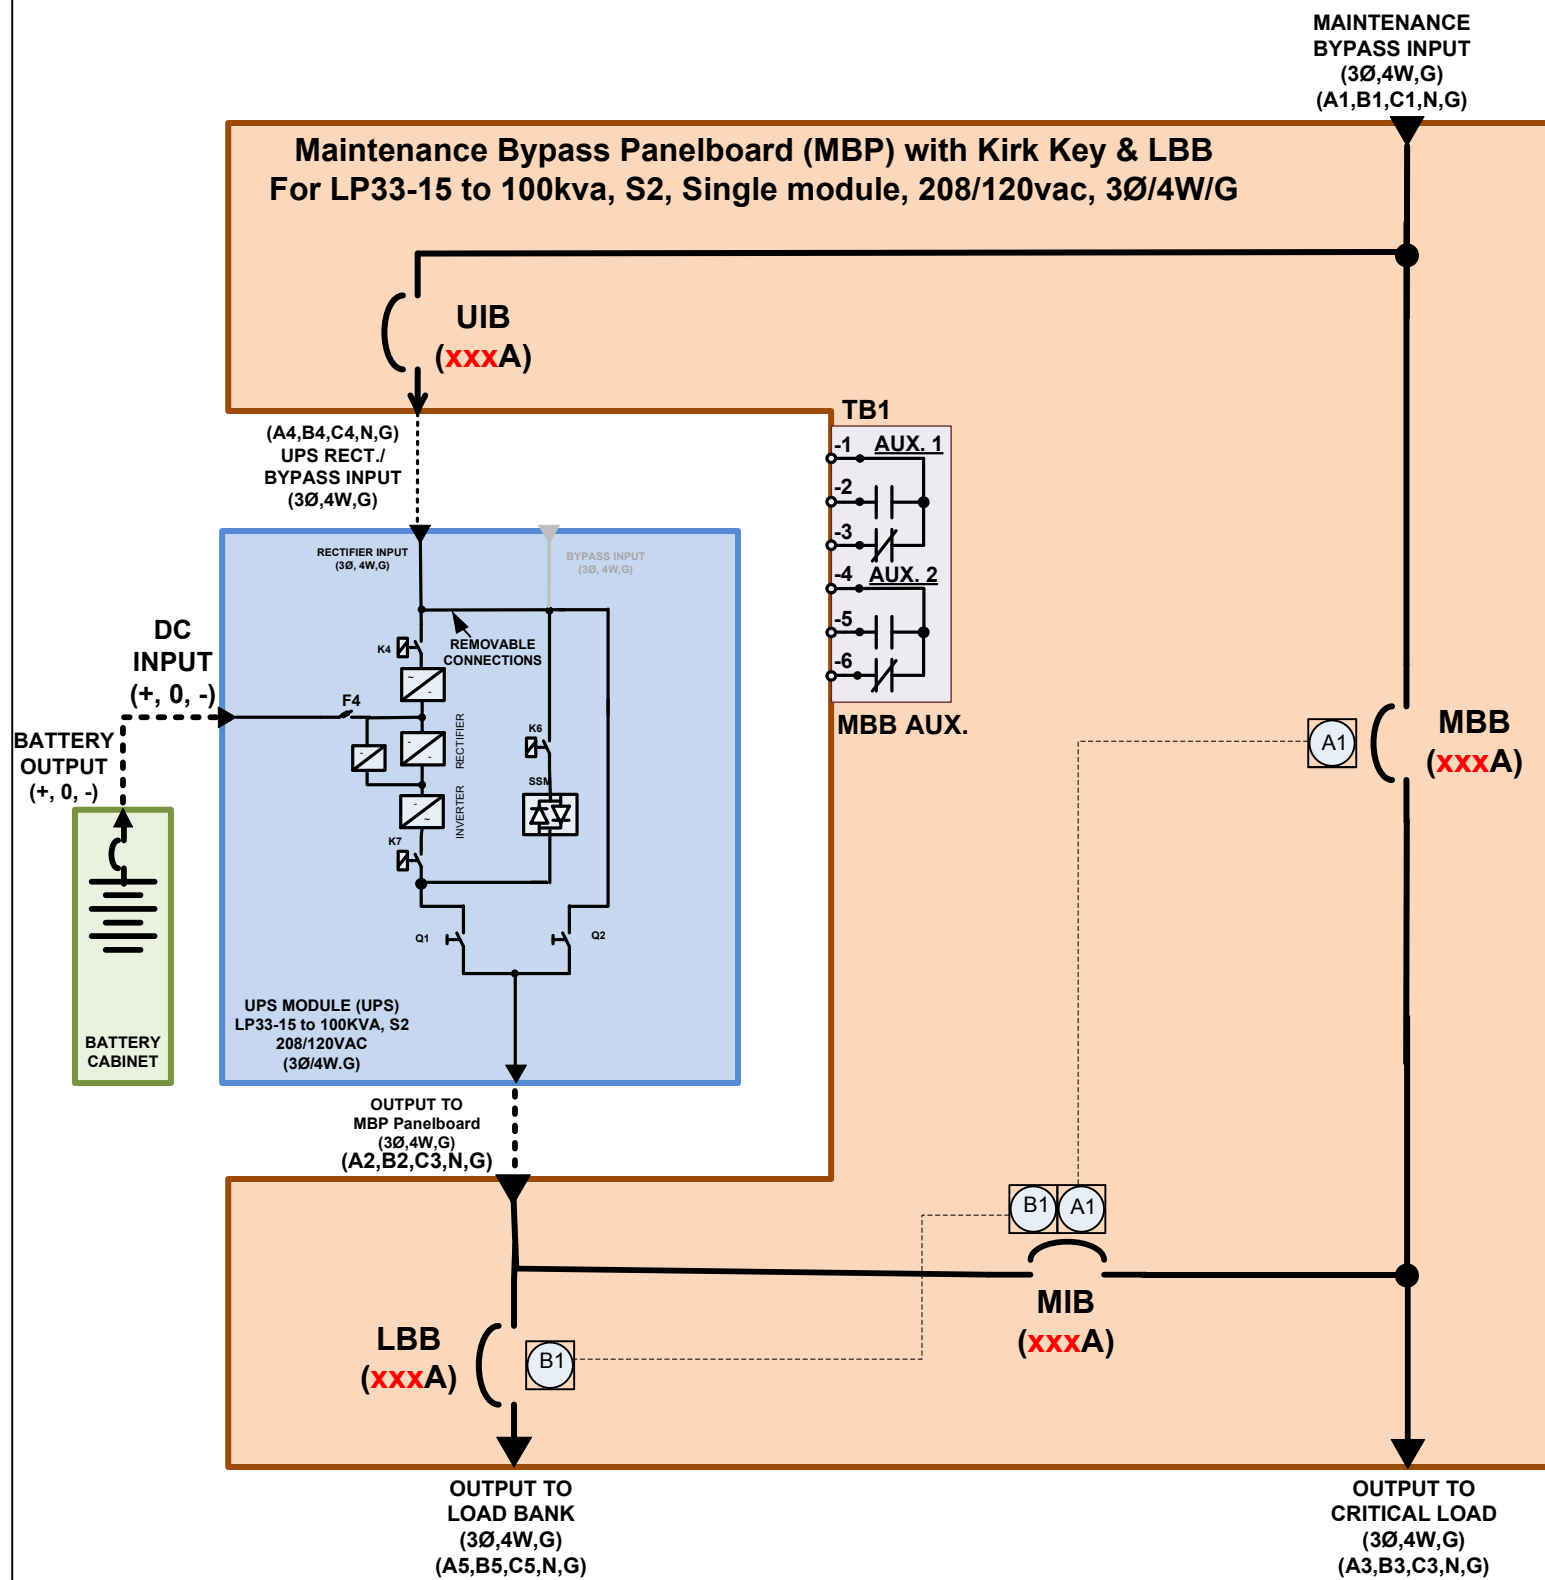 MAINTENANCE
BYPASS INPUT
(3Ø,4W,G)
(A1,B1,C1,N,G)
Maintenance Bypass Panelboard (MBP) with Kirk Key & LBB
For LP33-15 to 100kva, S2, Single module, 208/120vac, 3Ø/4W/G
UIB
(xxxA)
(A4,B4,C4,N,G)
UPS RECT./
BYPASS INPUT
(3Ø,4W,G)
TB1
-1 AUX. 1
-2
-3
-4 AUX. 2
-5
-6
MBB AUX.
RECTIFIER INPUT
(3Ø, 4W,G)
BYPASS INPUT
(3Ø, 4W,G)
REMOVABLE
CONNECTIONS
K4
DC
INPUT
(+, 0, -)
F4
RECTIFIER
K6
SSM
INVERTER
K7
Q1
Q2
BATTERY
OUTPUT
(+, 0, -)
BATTERY
CABINET
UPS MODULE (UPS)
LP33-15 to 100KVA, S2
208/120VAC
(3Ø/4W.G)
A1
MBB
(xxxA)
OUTPUT TO
MBP Panelboard
(3Ø,4W,G)
(A2,B2,C3,N,G)
B1 A1
MIB
(xxxA)
LBB
(xxxA)
B1
OUTPUT TO
LOAD BANK
(3Ø,4W,G)
(A5,B5,C5,N,G)
OUTPUT TO
CRITICAL LOAD
(3Ø,4W,G)
(A3,B3,C3,N,G)